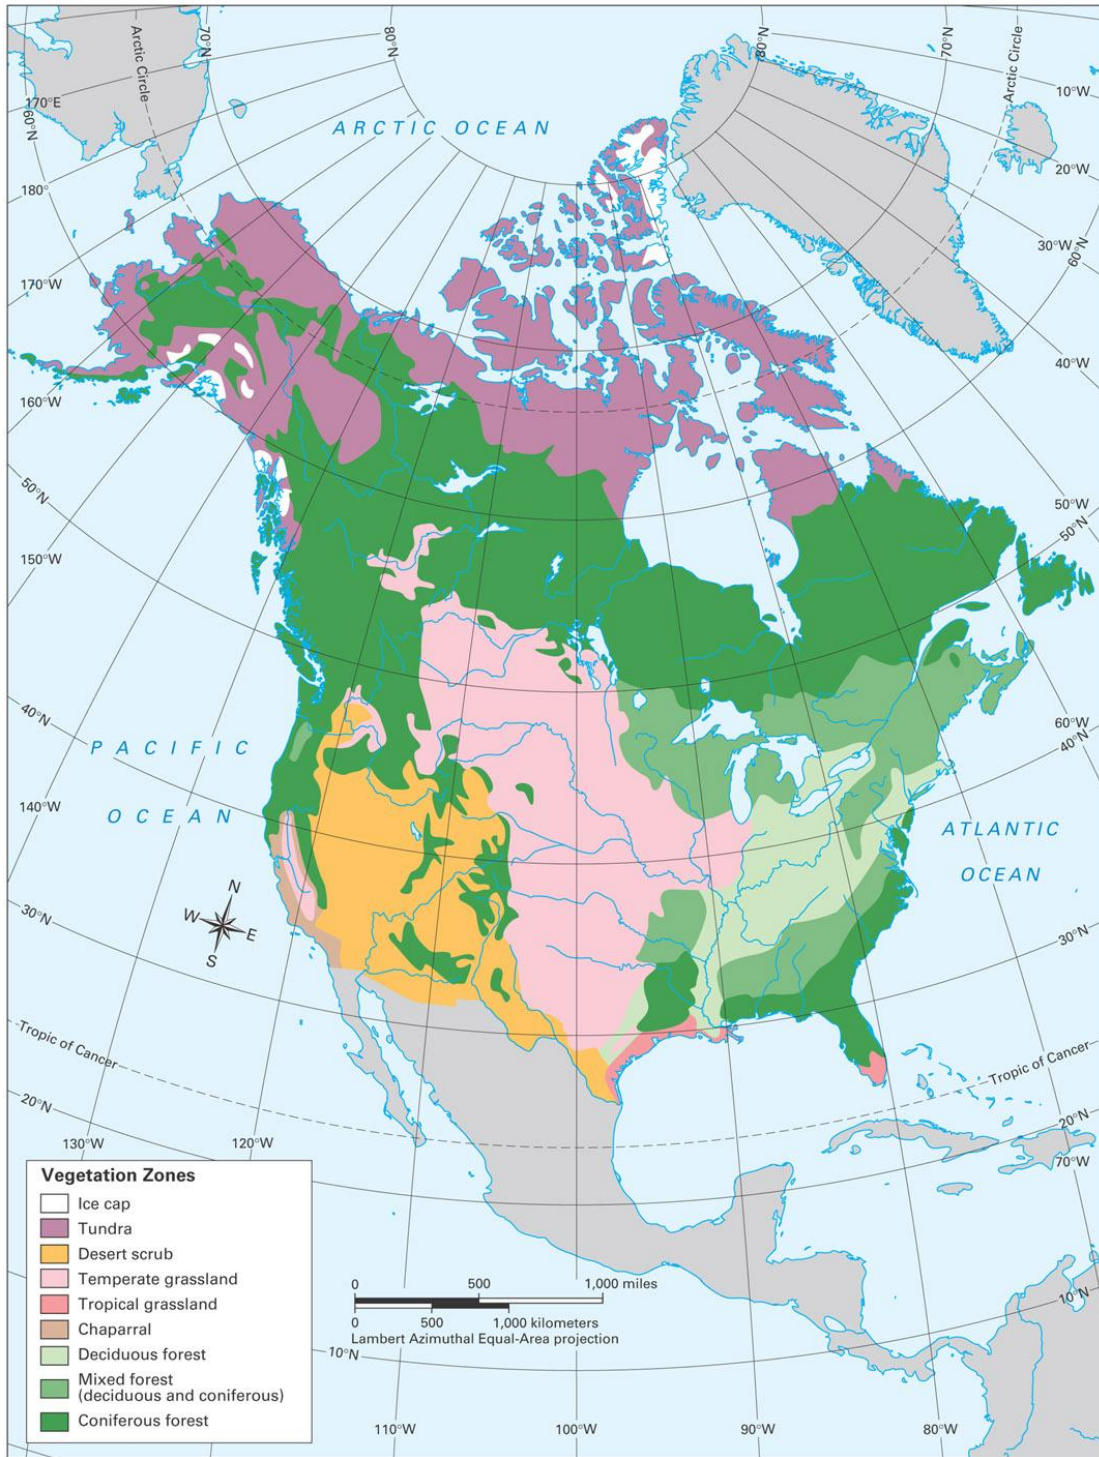 70°N
Arctic Circle
80°N
80°N
70°N
Arctic Circle
170°E
60°N
10°W
ARCTIC OCEAN
20°W
180°
30°W
60°N
170°W
40°W
160°W
50°N
50°W
50°N
150°W
40°N
60°W
40°N
PACIFIC
OCEAN
140°W
ATLANTIC
OCEAN
N
W
E
S
30°N
30°N
Tropic of Cancer
Tropic of Cancer
20°N
20°N
130°W
120°W
70°W
Vegetation Zones
Ice cap
Tundra
Desert scrub
Temperate grassland
Tropical grassland
Chaparral
Deciduous forest
Mixed forest
(deciduous and coniferous)
Coniferous forest
0 500 1,000 miles
0 500 1,000 kilometers
Lambert Azimuthal Equal-Area projection
10°N
10°N
110°W
100°W
90°W
80°W